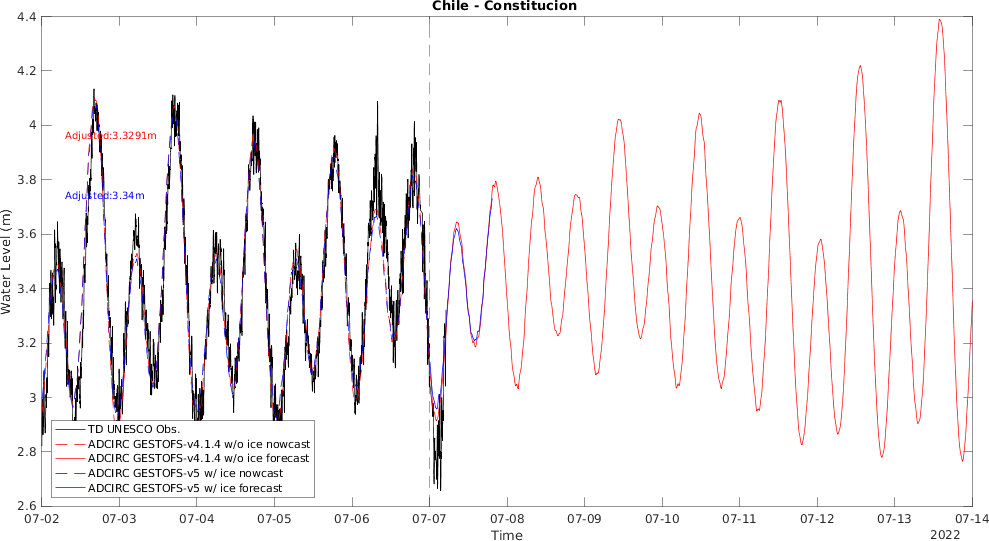 Chile - Constitucion
4.4
4.2
4
3.8
3.6
3.4
3.2
3
2.8
2.6
Water Level (m)
Adjusted:3.3291m
Adjusted:3.34m
TD UNESCO Obs.
ADCIRC GESTOFS-v4.1.4 w/o ice nowcast
ADCIRC GESTOFS-v4.1.4 w/o ice forecast
ADCIRC GESTOFS-v5 w/ ice nowcast
ADCIRC GESTOFS-v5 w/ ice forecast
07-02 07-03 07-04 07-05 07-06 07-07 07-08 07-09 07-10 07-11 07-12 07-13 07-14
Time
2022